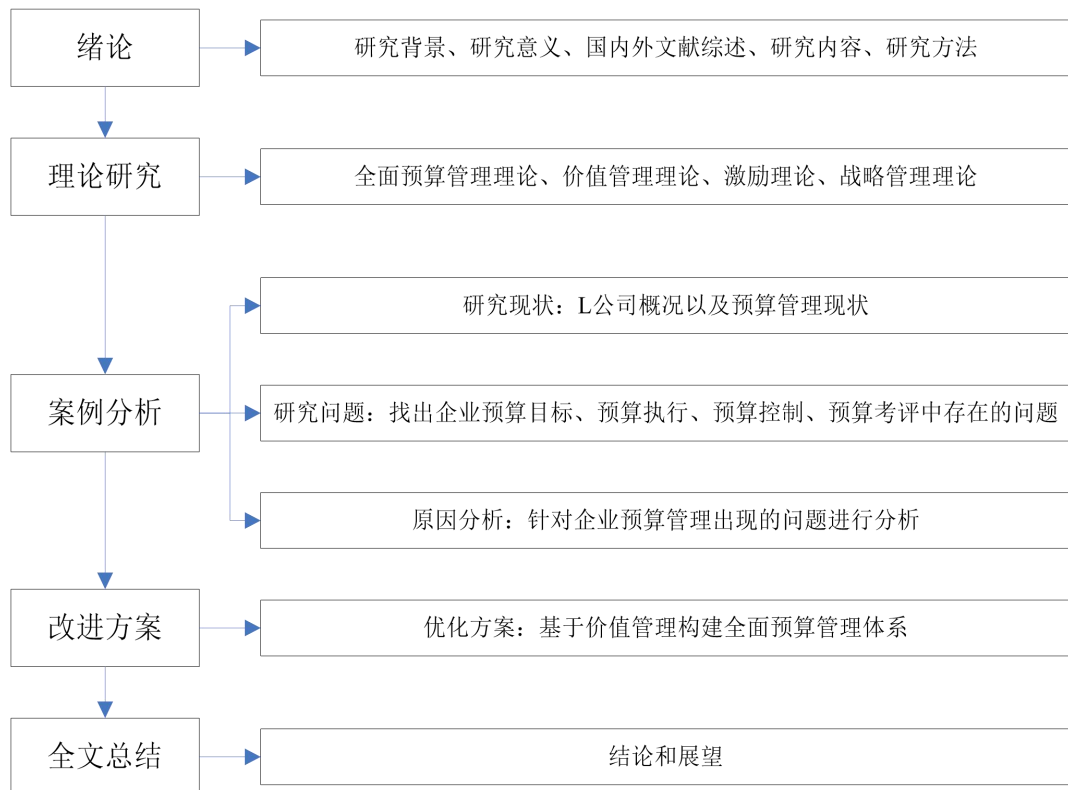 绪论
研究背景、研究意义、国内外文献综述、研究内容、研究方法
理论研究
全面预算管理理论、价值管理理论、激励理论、战略管理理论
研究现状：L公司概况以及预算管理现状
案例分析
研究问题：找出企业预算目标、预算执行、预算控制、预算考评中存在的问题
原因分析：针对企业预算管理出现的问题进行分析
改进方案
优化方案：基于价值管理构建全面预算管理体系
全文总结
结论和展望